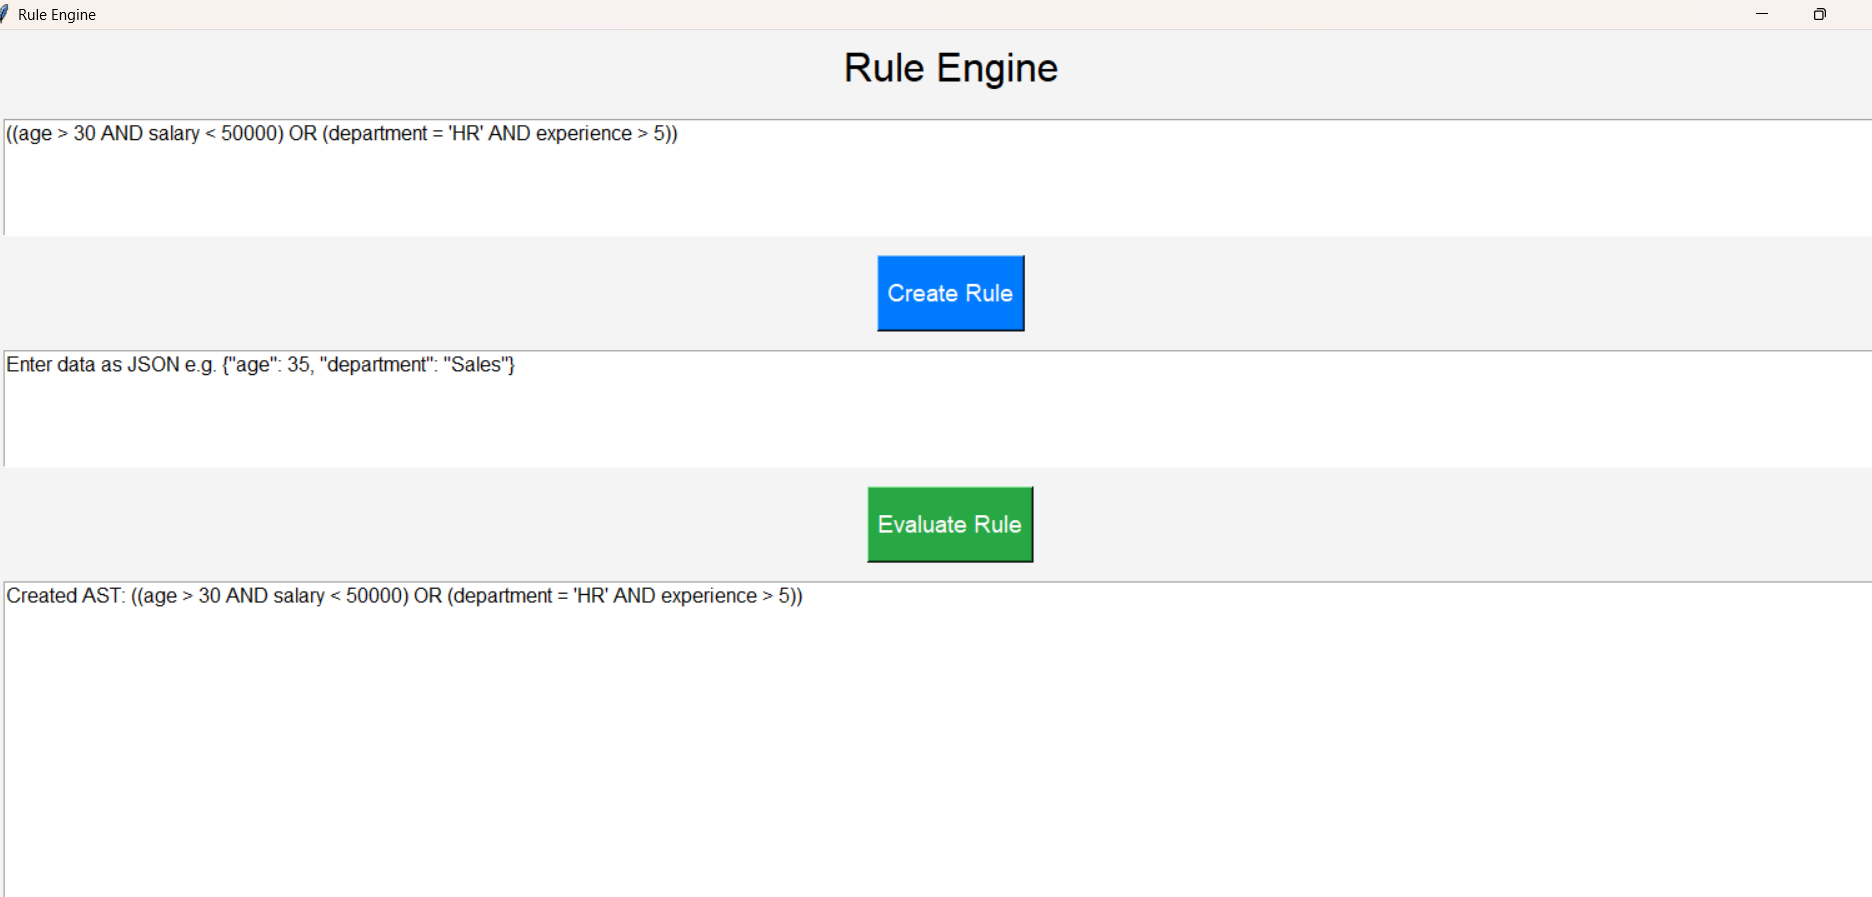 Rule Engine
Rule Engine
((age > 30 AND salary < 50000) OR (department = 'HR' AND experience > 5))
Create Rule
Enter data as JSON e.g. {"age": 35, "department": "Sales"}
Evaluate Rule
Created AST: ((age > 30 AND salary < 50000) OR (department = 'HR' AND experience > 5))